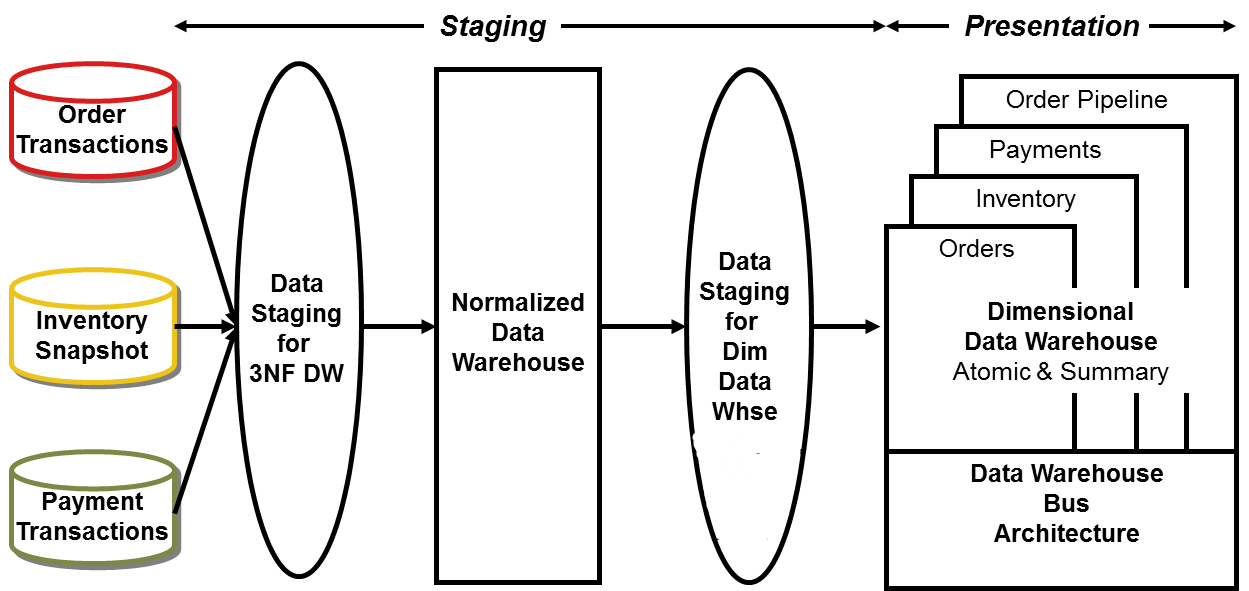 Staging
Presentation
Order
Transactions
Inventory
Snapshot
Payment
Transactions
Data
Staging
for
3NF DW
Normalized
Data
Warehouse
Data
Staging
for
Dim
Data
Whse
Order Pipeline
Payments
Inventory
Orders
Dimensional
Data Warehouse
Atomic & Summary
Data Warehouse
Bus
Architecture